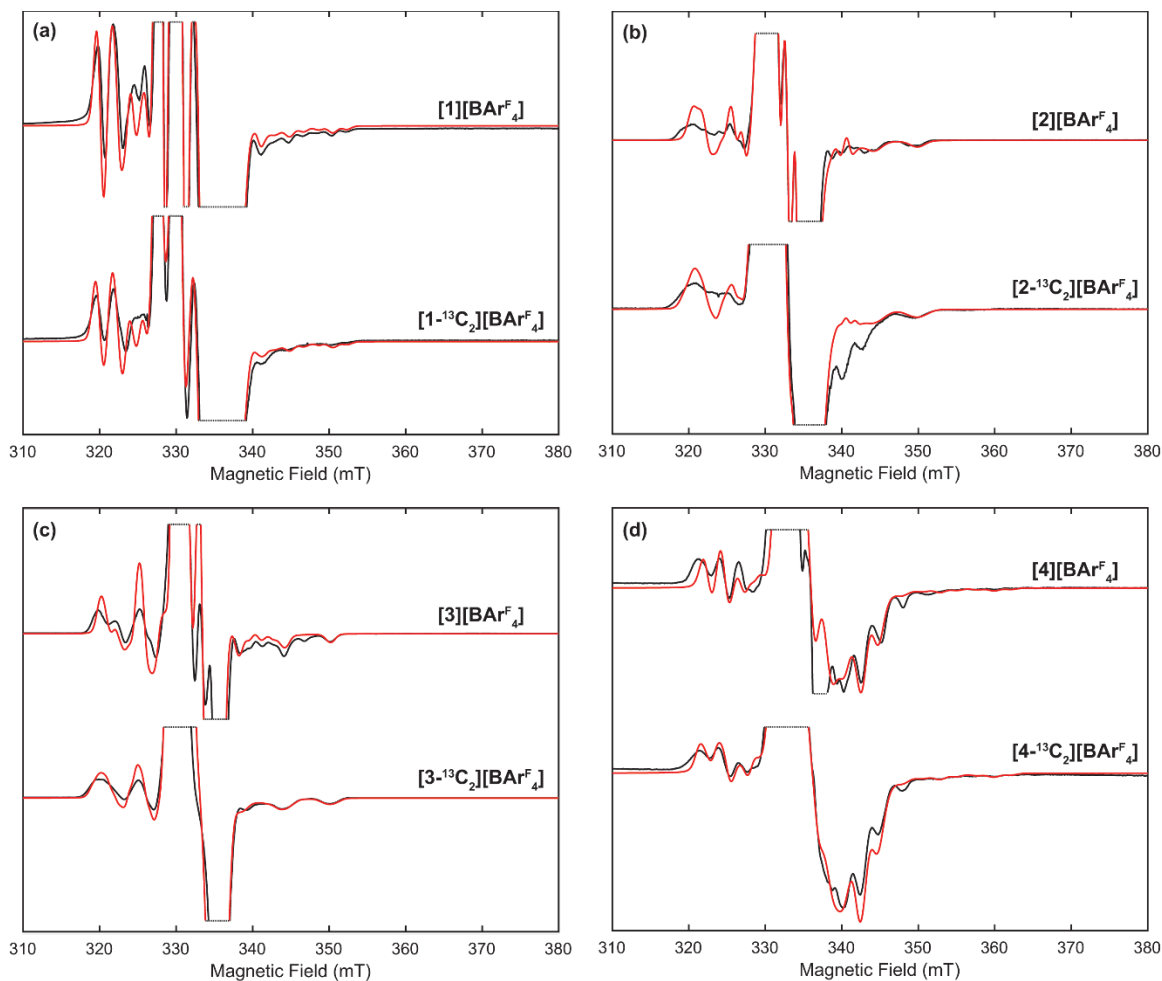 (a)
[1][BArF4]
[1-13C2][BArF4]
310 320 330 340 350 360 370 380
Magnetic Field (mT)
(b)
[2][BArF4]
[2-13C2][BArF4]
310 320 330 340 350 360 370 380
Magnetic Field (mT)
(c)
[3][BArF4]
[3-13C2][BArF4]
310 320 330 340 350 360 370 380
Magnetic Field (mT)
(d)
[4][BArF4]
[4-13C2][BArF4]
310 320 330 340 350 360 370 380
Magnetic Field (mT)